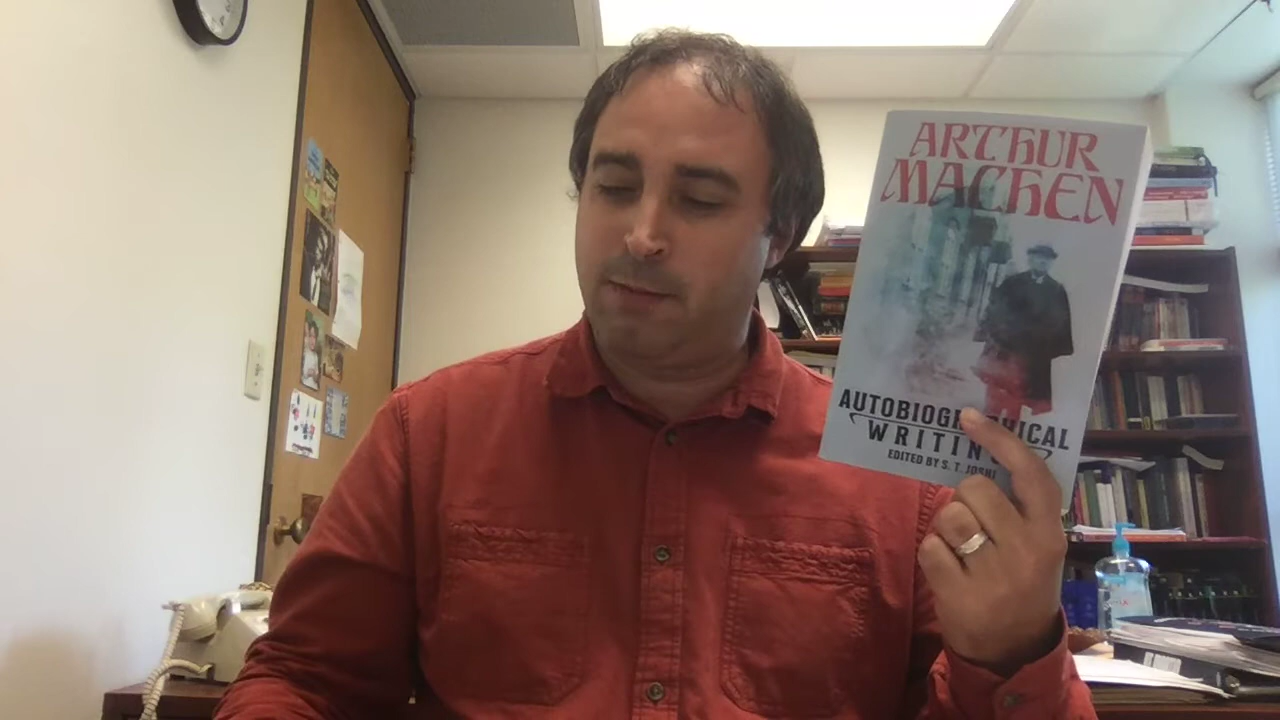 ARTHUR
MACHEN
AUTOBIOGRAPHICAL
WRITINGS
EDITED BY S. T. JOSHI